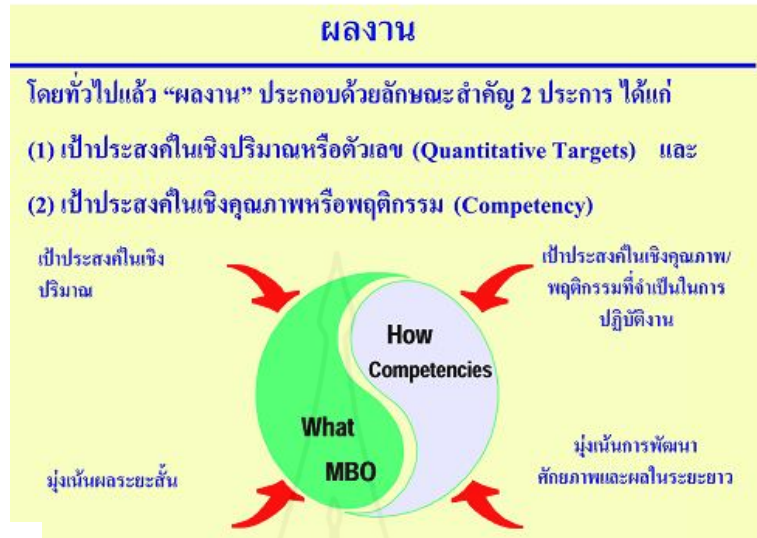 ผลงาน
โดยทั่วไปแล้ว “ผลงาน” ประกอบด้วยลักษณะสำคัญ 2 ประการ ได้แก่
(1) เป้าประสงค์ในเชิงปริมาณหรือตัวเลข (Quantitative Targets) และ
(2) เป้าประสงค์ในเชิงคุณภาพหรือพฤติกรรม (Competency)
เป้าประสงค์ในเชิง
ปริมาณ
เป้าประสงค์ในเชิงคุณภาพ/
พฤติกรรมที่จำเป็นในการ
ปฏิบัติงาน
How
Competencies
What
MBO
มุ่งเน้นผลระยะสั้น
มุ่งเน้นการพัฒนา
ศักยภาพและผลในระยะยาว